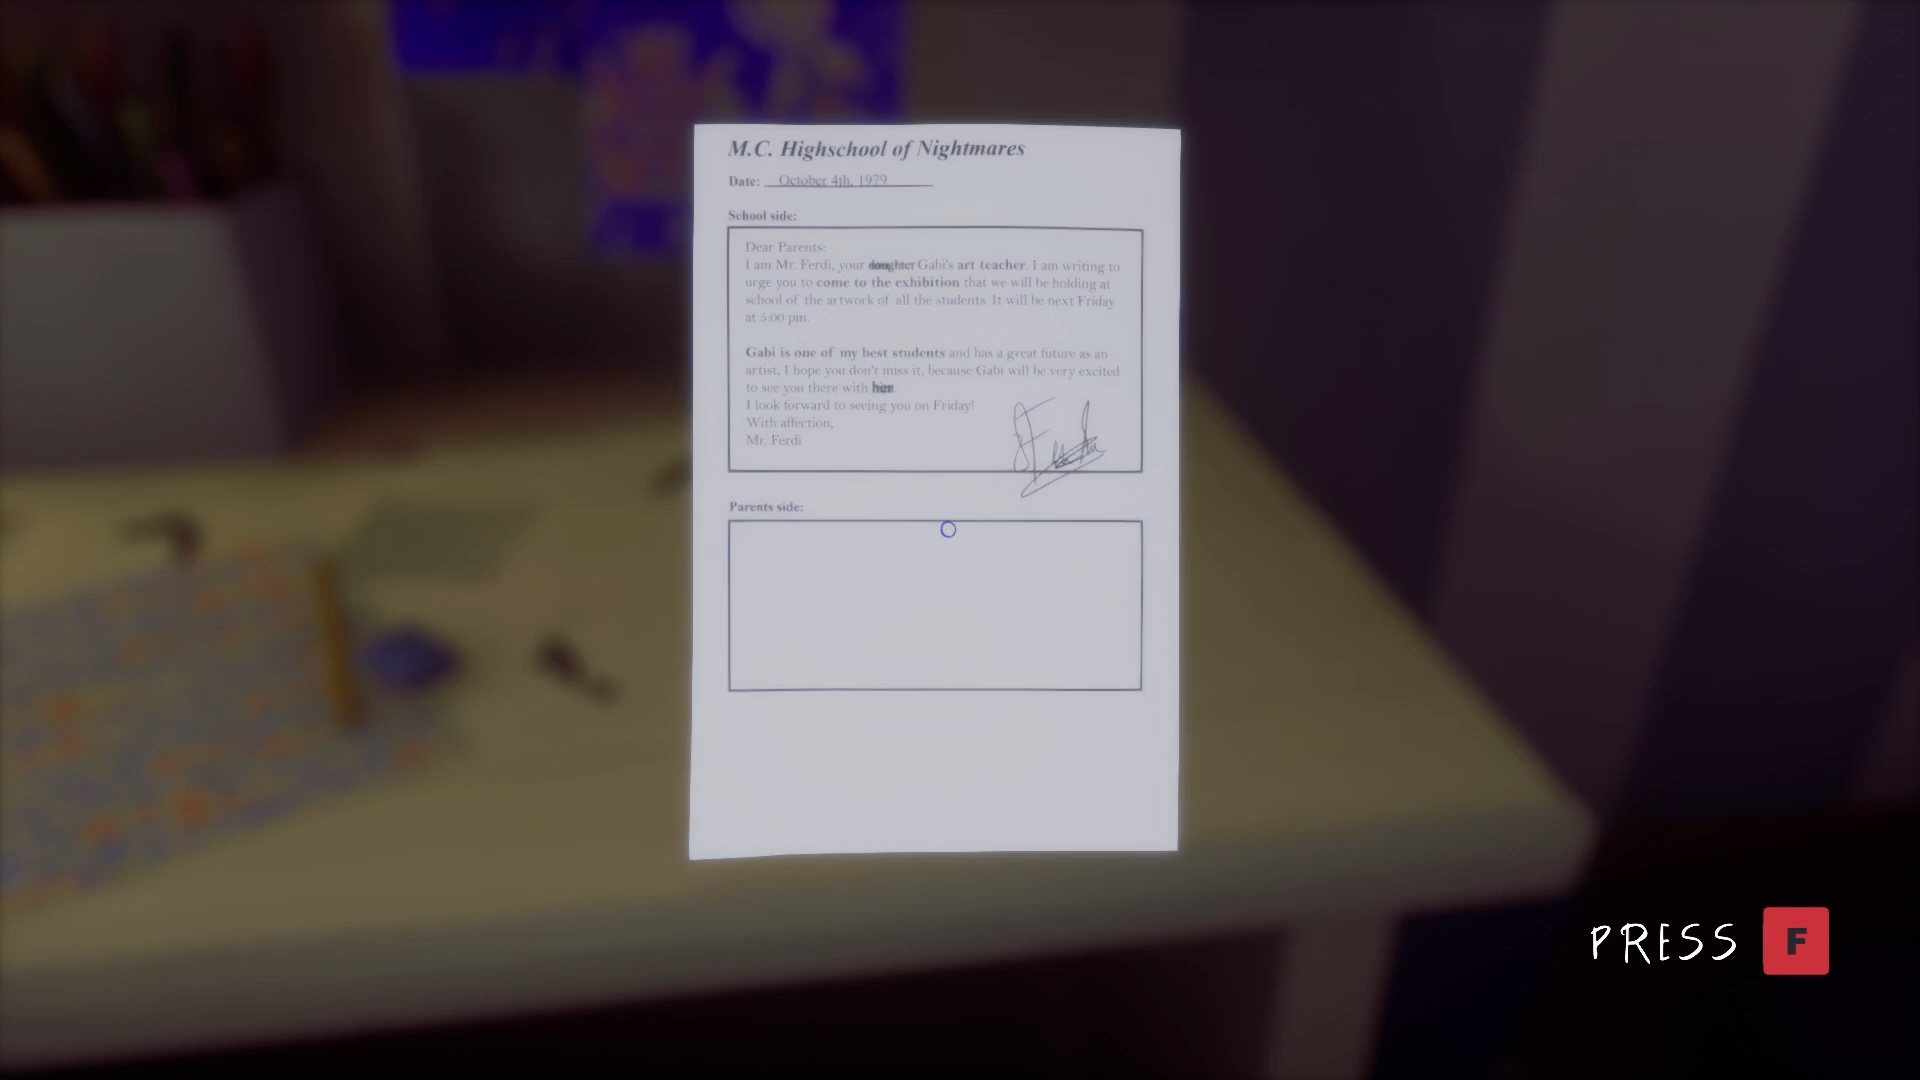 M.C. Highschool of Nightmares
Date: October 4th, 1979
School side:
Dear Parents:
I am Mr. Ferdi, your daughter Gabi's art teacher. I am writing to
urge you to come to the exhibition that we will be holding at
school of the artwork of all the students. It will be next Friday
at 5:00 pm.
Gabi is one of my best students and has a great future as an
artist, I hope you don't miss it, because Gabi will be very excited
to see you there with
I look forward to seeing you on Friday!
With affection,
Mr. Ferdi
Parents side:
PRESS F